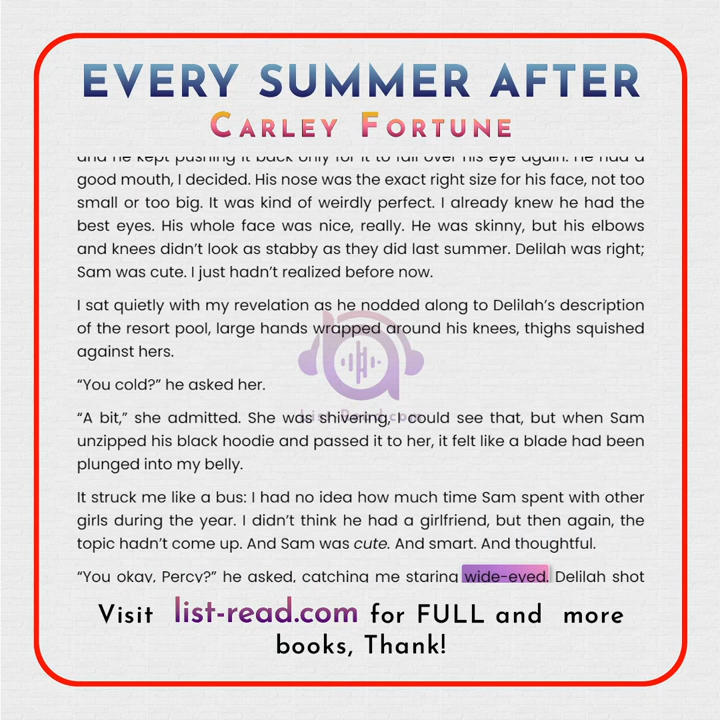 EVERY SUMMER AFTER
CARLEY FORTUNE
and he kept pushing it back only for it to fall over his eye again. He had a
good mouth, I decided. His nose was the exact right size for his face, not too
small or too big. It was kind of weirdly perfect. I already knew he had the
best eyes. His whole face was nice, really. He was skinny, but his elbows
and knees didn’t look as stabby as they did last summer. Delilah was right;
Sam was cute. I just hadn’t realized before now.
I sat quietly with my revelation as he nodded along to Delilah’s description
of the resort pool, large hands wrapped around his knees, thighs squished
against hers.
“You cold?” he asked her.
“A bit,” she admitted. She was shivering, I could see that, but when Sam
List-Read.com
unzipped his black hoodie and passed it to her, it felt like a blade had been
plunged into my belly.
It struck me like a bus: I had no idea how much time Sam spent with other
girls during the year. I didn’t think he had a girlfriend, but then again, the
topic hadn’t come up. And Sam was cute. And smart. And thoughtful.
“You okay, Percy?” he asked, catching me staring wide-eyed. Delilah shot
Visit list-read.com for FULL and more
books, Thank!